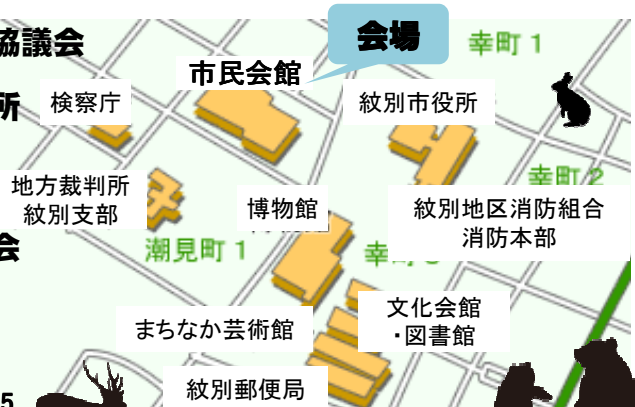 協議会
会場
幸町 1
市民会館
所
検察庁
紋別市役所
地方裁判所
紋別支部
幸町 2
博物館
紋別地区消防組合
消防本部
会
潮見町 1
幸
文化会館
・図書館
まちなか芸術館
紋別郵便局
5